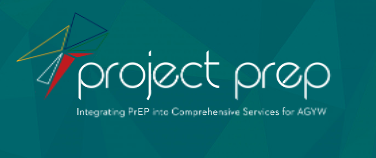 project prep
Integrating PrEP into Comprehensive Services for AGYW